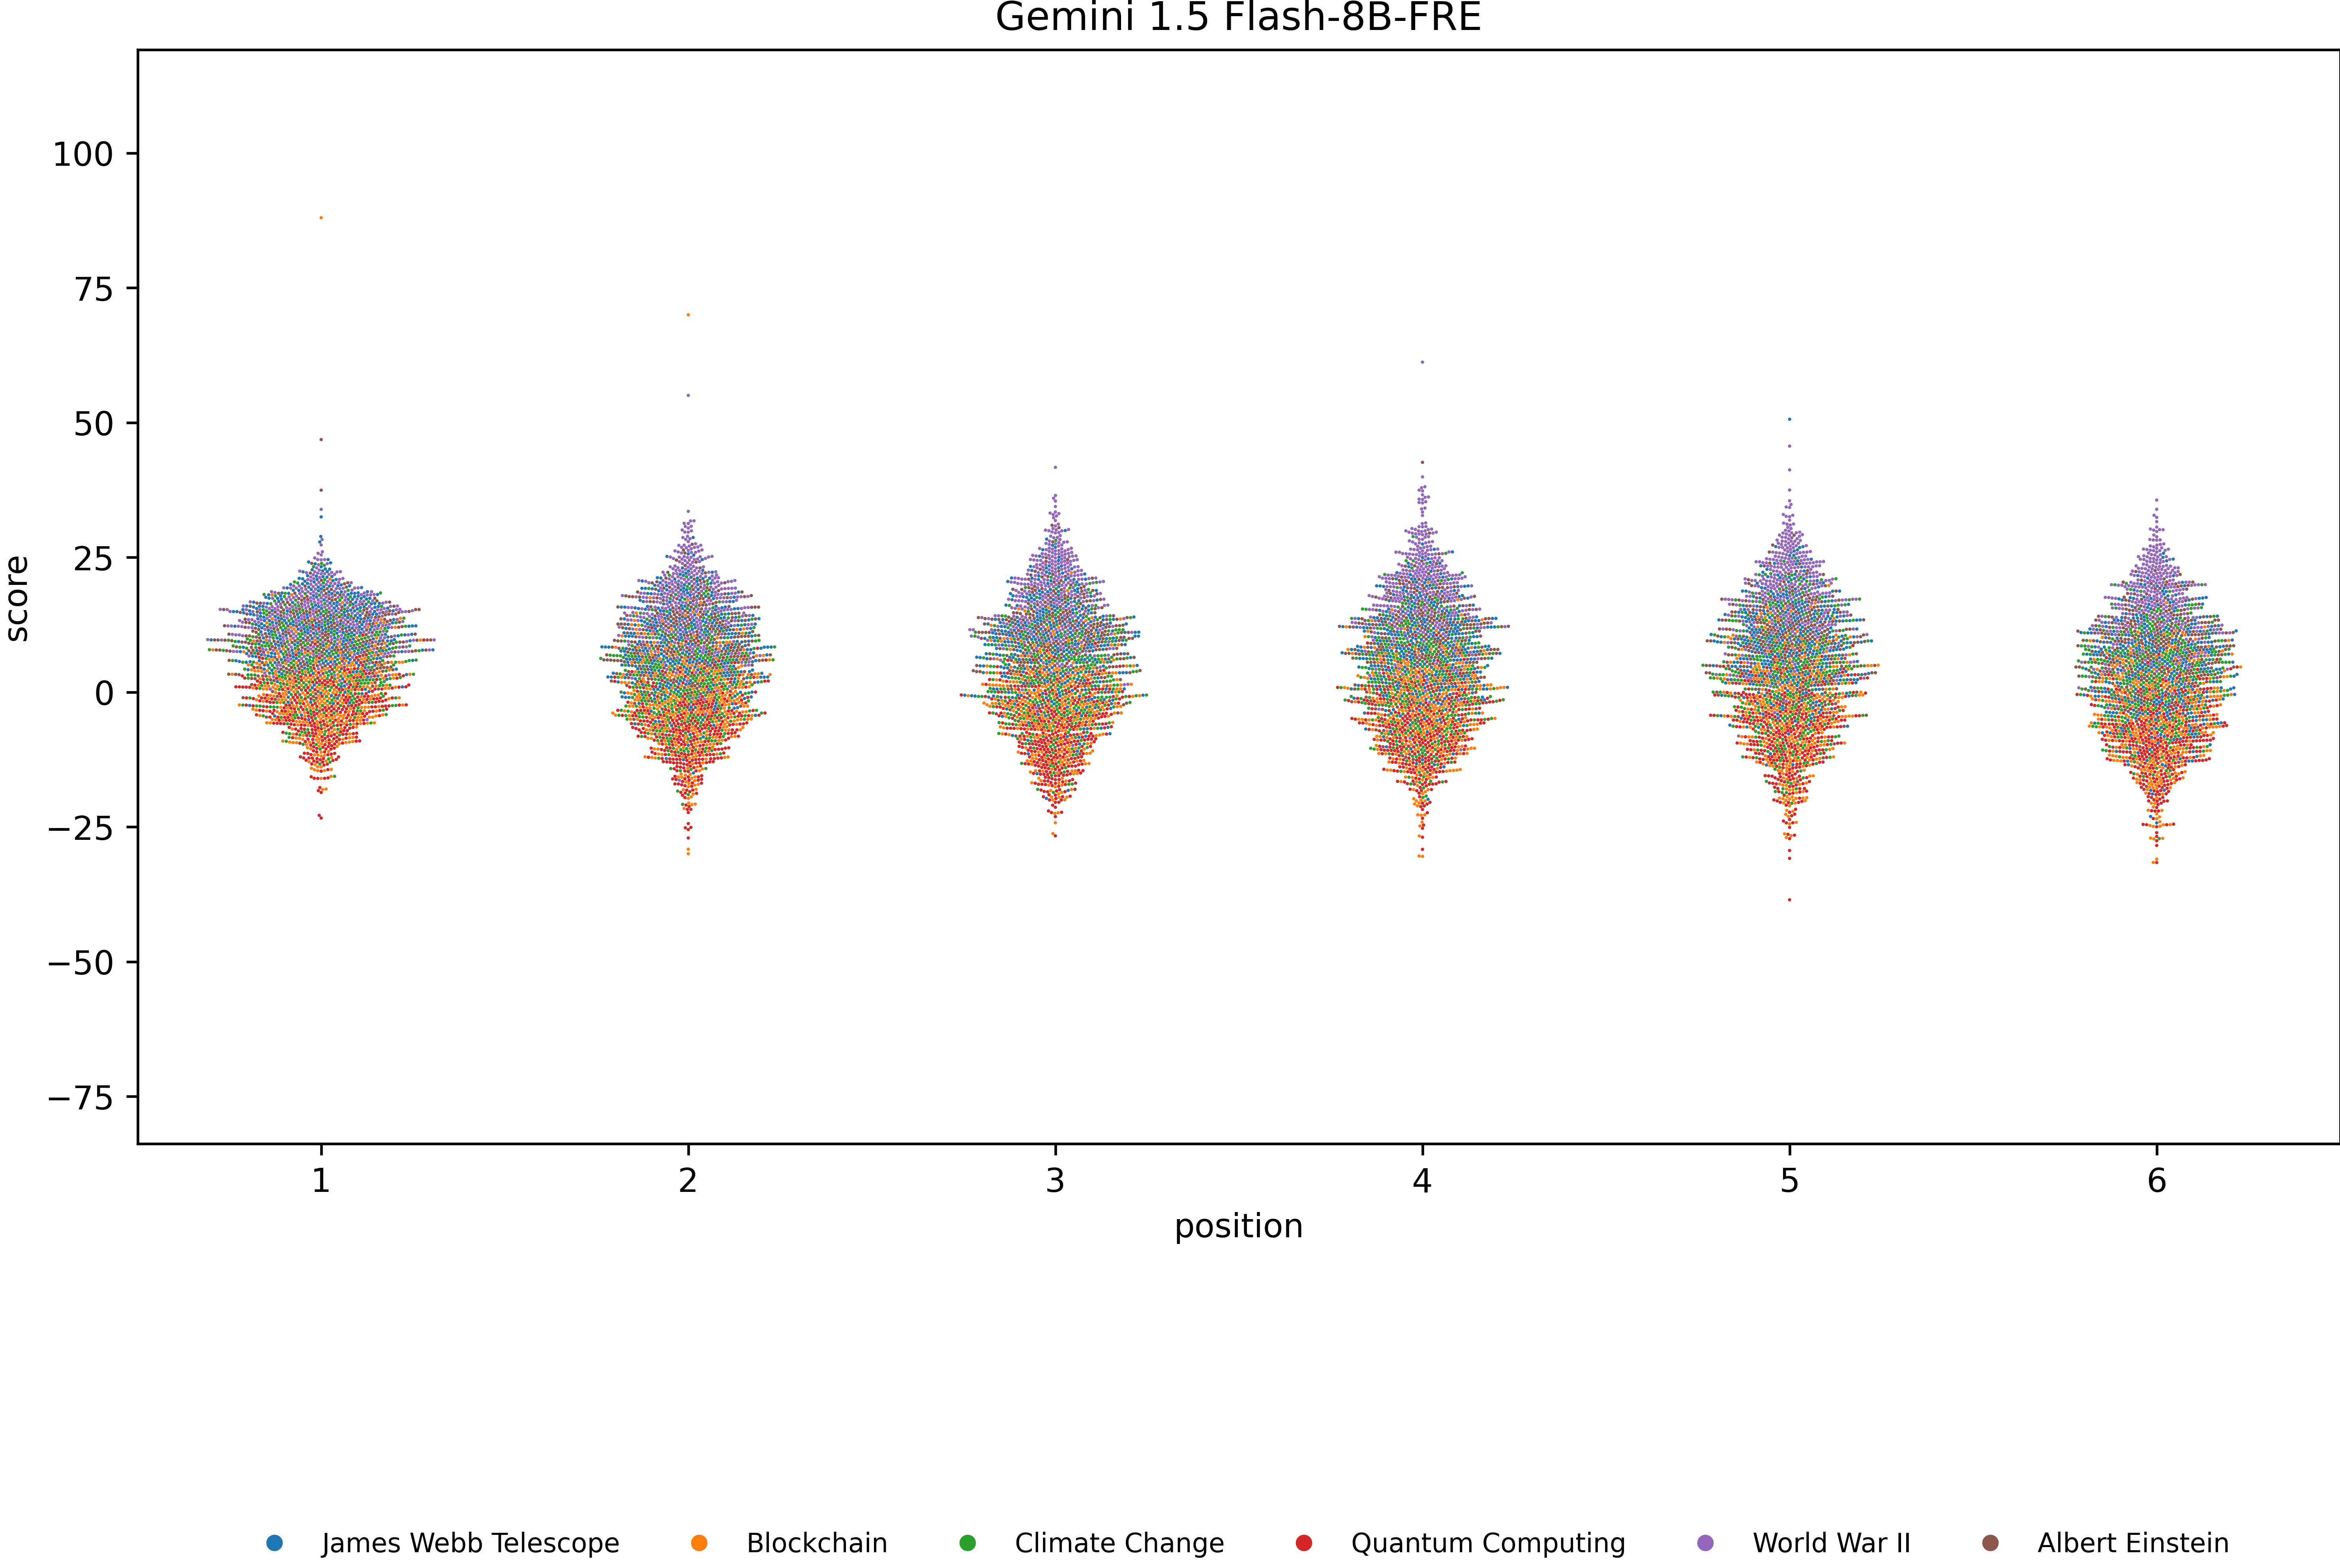 Gemini 1.5 Flash-8B-FRE
100
75
50
25
0
−25
−50
−75
score
1 2 3 4 5 6
position
James Webb Telescope Blockchain Climate Change Quantum Computing World War II Albert Einstein